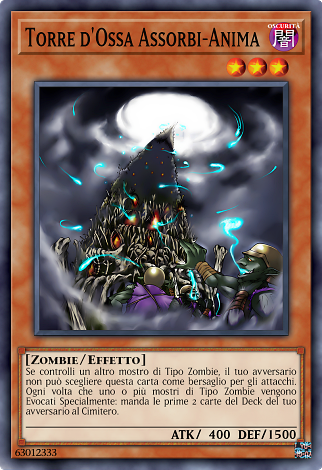 Torre d'Ossa Assorbi-Anima
OSCURITÀ
闇
[Zombie/Effetto]
Se controlli un altro mostro di Tipo Zombie, il tuo avversario
non può scegliere questa carta come bersaglio per gli attacchi.
Ogni volta che uno o più mostri di Tipo Zombie vengono
Evocati Specialmente: manda le prime 2 carte del Deck del tuo
avversario al Cimitero.
ATK/ 400 DEF/1500
63012333